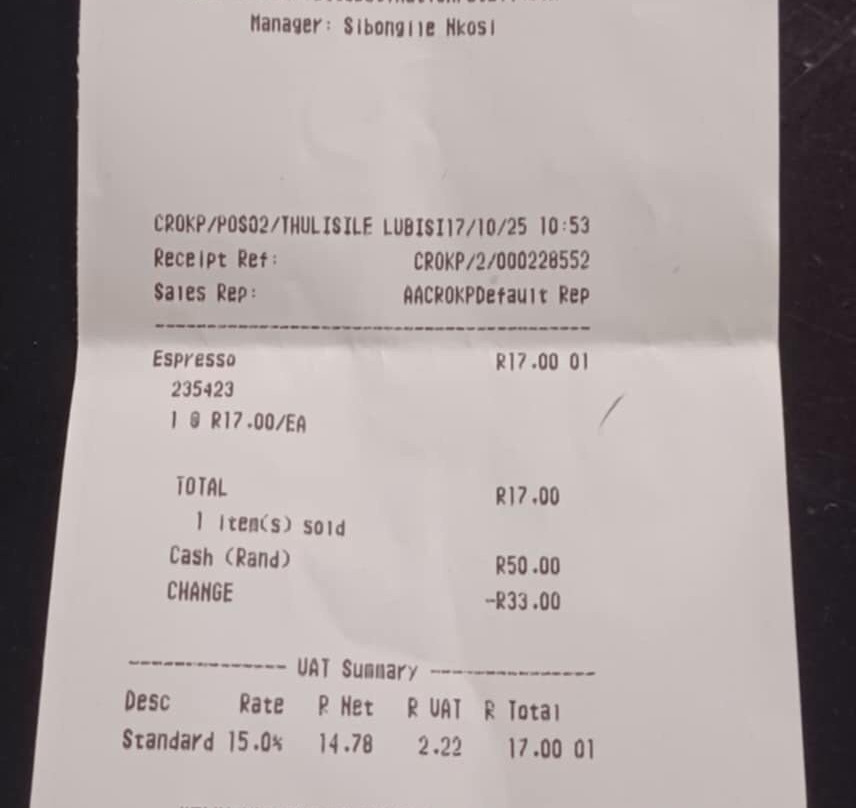 Manager: Sibongile Nkosi
CROKP/POS02/THULISILE LUBISI17/10/25 10:53
Receipt Ref: CROKP/2/000228552
Sales Rep: AACROKPDefault Rep
------------------------------------------
Espresso R17.00 01
235423
1 @ R17.00/EA
TOTAL R17.00
1 item(s) sold
Cash (Rand) R50.00
CHANGE -R33.00
--------------- VAT Summary ----------------
Desc Rate R Net R VAT R Total
Standard 15.0% 14.78 2.22 17.00 01